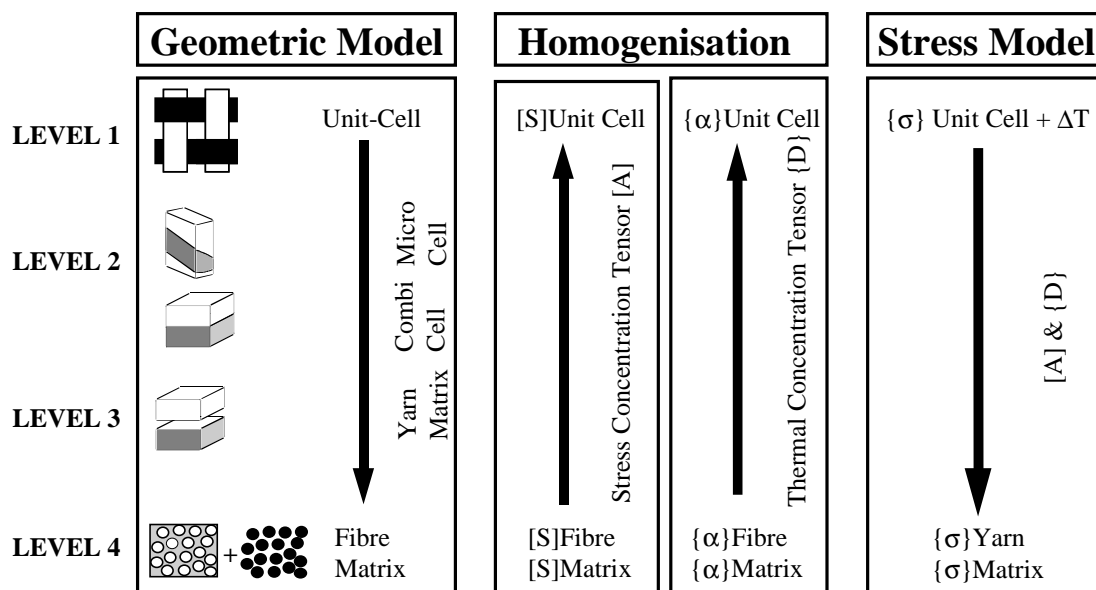 Geometric Model
Homogenisation
Stress Model
LEVEL 1
LEVEL 2
LEVEL 3
LEVEL 4
Unit-Cell
Micro
Cell
Combi
Cell
Yarn
Matrix
+
Fibre
Matrix
[S]Unit Cell
Stress Concentration Tensor [A]
[S]Fibre
[S]Matrix
{α}Unit Cell
Thermal Concentration Tensor {D}
{α}Fibre
{α}Matrix
{σ} Unit Cell + ΔT
[A] & {D}
{σ}Yarn
{σ}Matrix